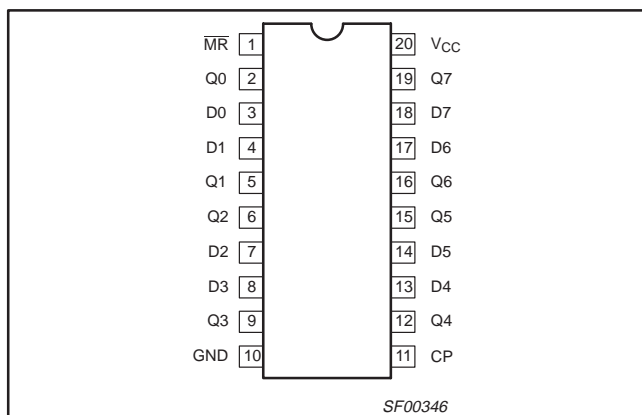 M̅R̅ 1 20 VCC
Q0 2 19 Q7
D0 3 18 D7
D1 4 17 D6
Q1 5 16 Q6
Q2 6 15 Q5
D2 7 14 D5
D3 8 13 D4
Q3 9 12 Q4
GND 10 11 CP
SF00346